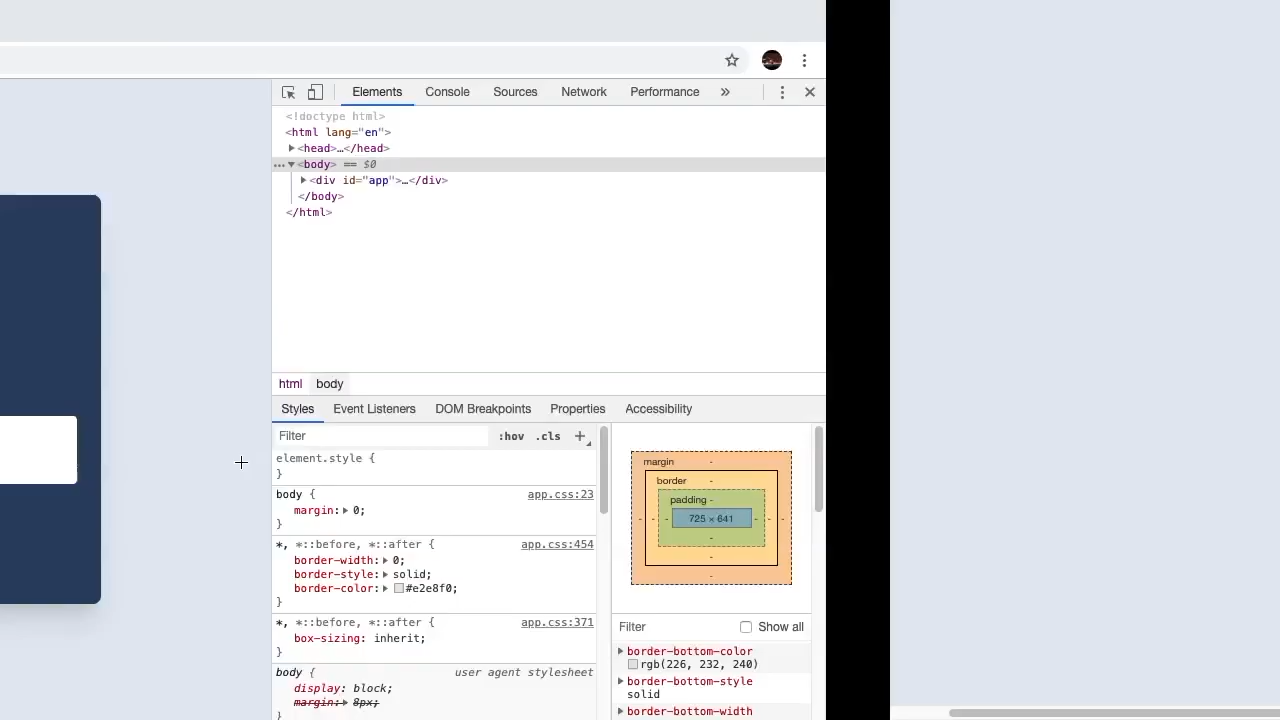 Elements Console Sources Network Performance »
<!doctype html>
<html lang="en">
<head>…</head>
<body> == $0
<div id="app">…</div>
</body>
</html>
html body
Styles Event Listeners DOM Breakpoints Properties Accessibility
Filter :hov .cls +
element.style {
}
body { app.css:23
margin: 0;
}
*, *::before, *::after { app.css:454
border-width: 0;
border-style: solid;
border-color: #e2e8f0;
}
*, *::before, *::after { app.css:371
box-sizing: inherit;
}
body { user agent stylesheet
display: block;
margin: 8px;
}
margin -
border -
padding -
- - - 725 × 641 - - -
-
-
-
Filter Show all
border-bottom-color
rgb(226, 232, 240)
border-bottom-style
solid
border-bottom-width